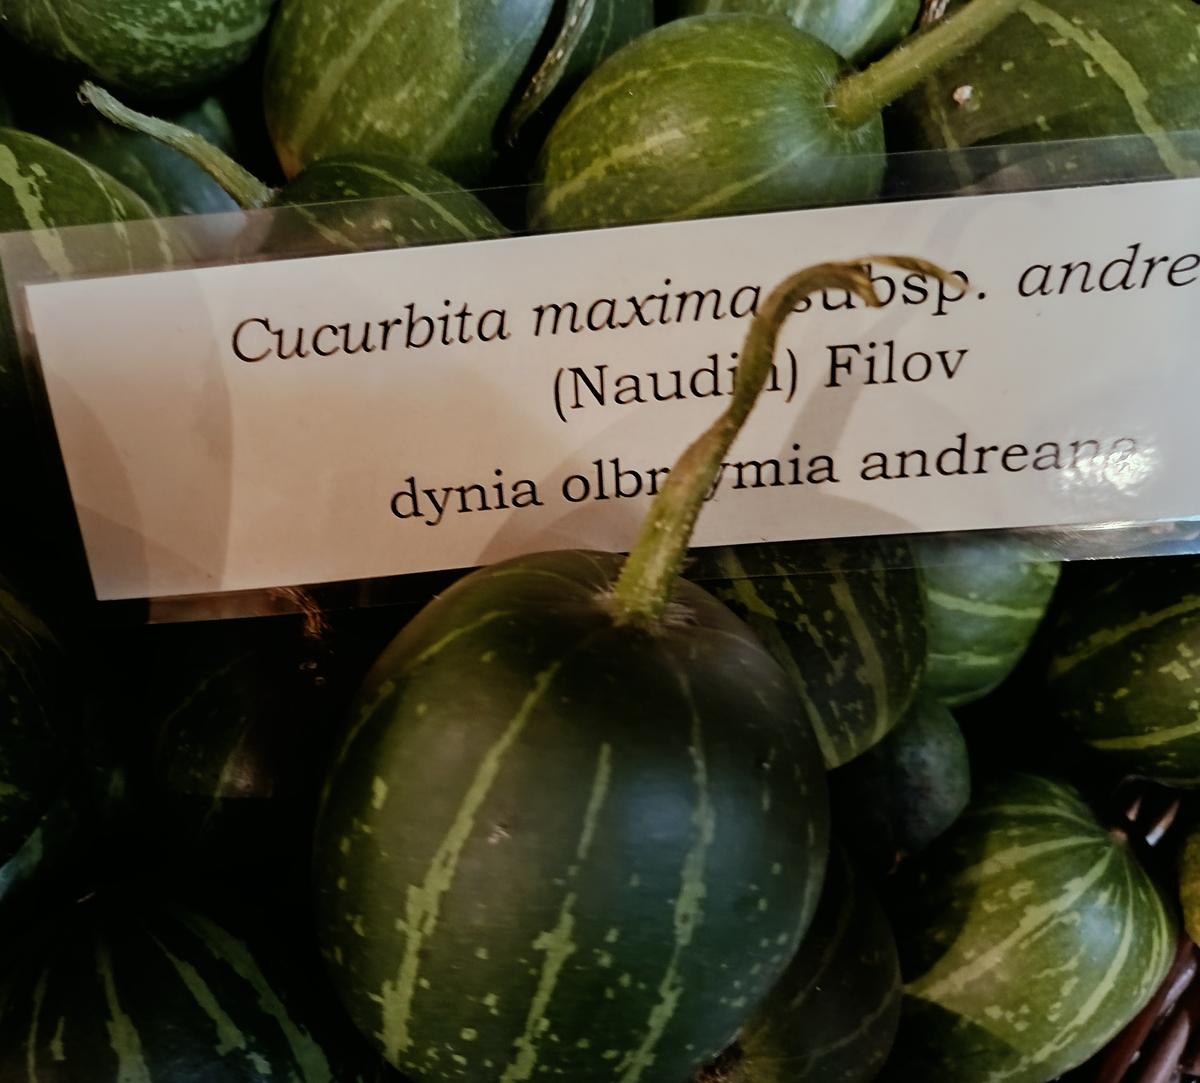 Cucurbita maxima subsp. andre
(Naudin) Filov
dynia olbrzymia andreana